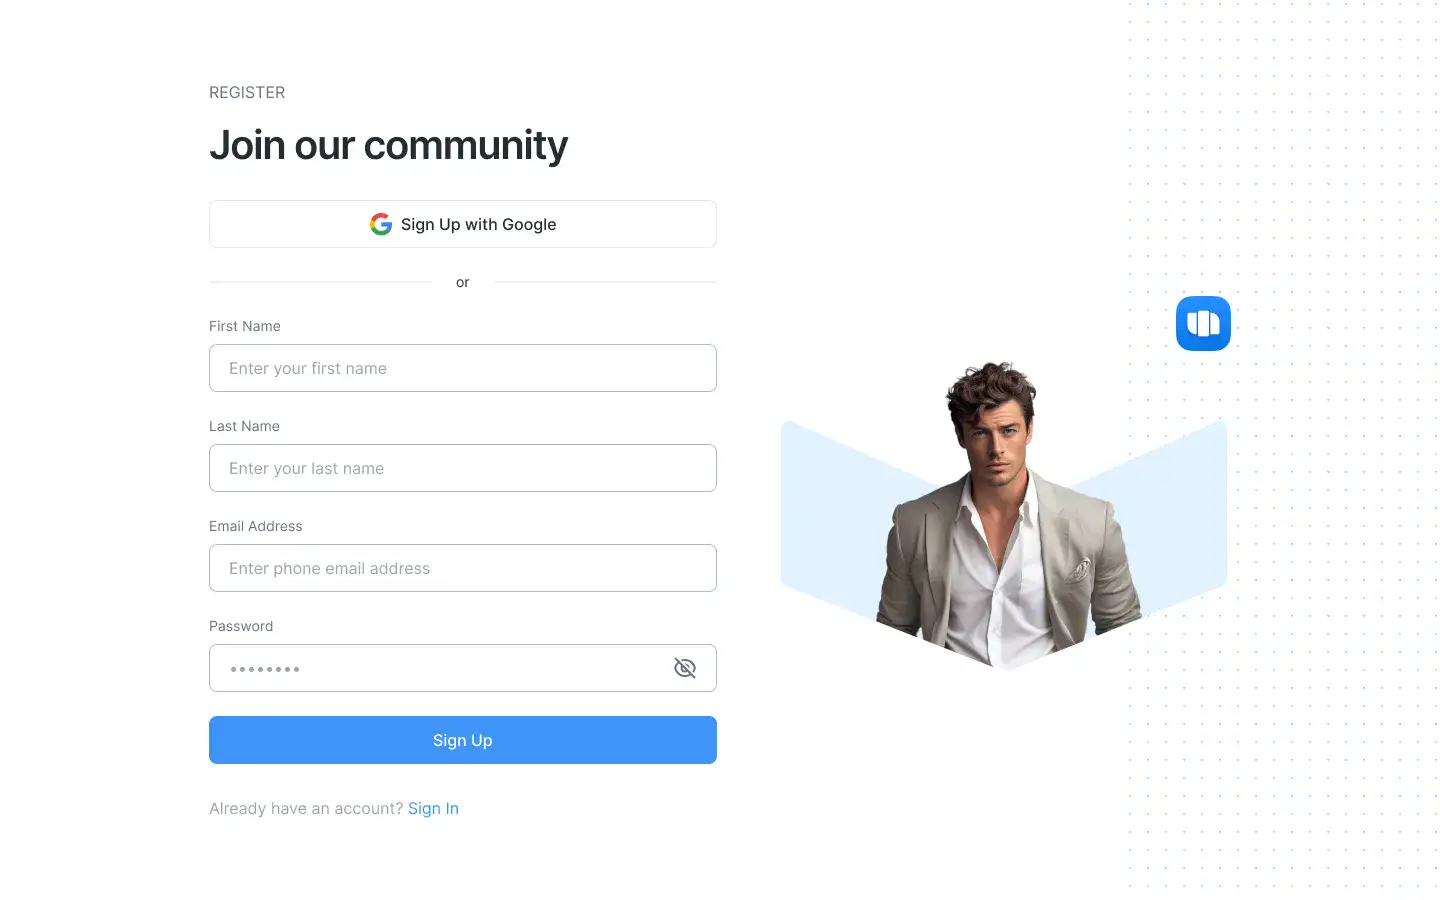 REGISTER
Join our community
Sign Up with Google
or
First Name
Enter your first name
Last Name
Enter your last name
Email Address
Enter phone email address
Password
Sign Up
Already have an account? Sign In